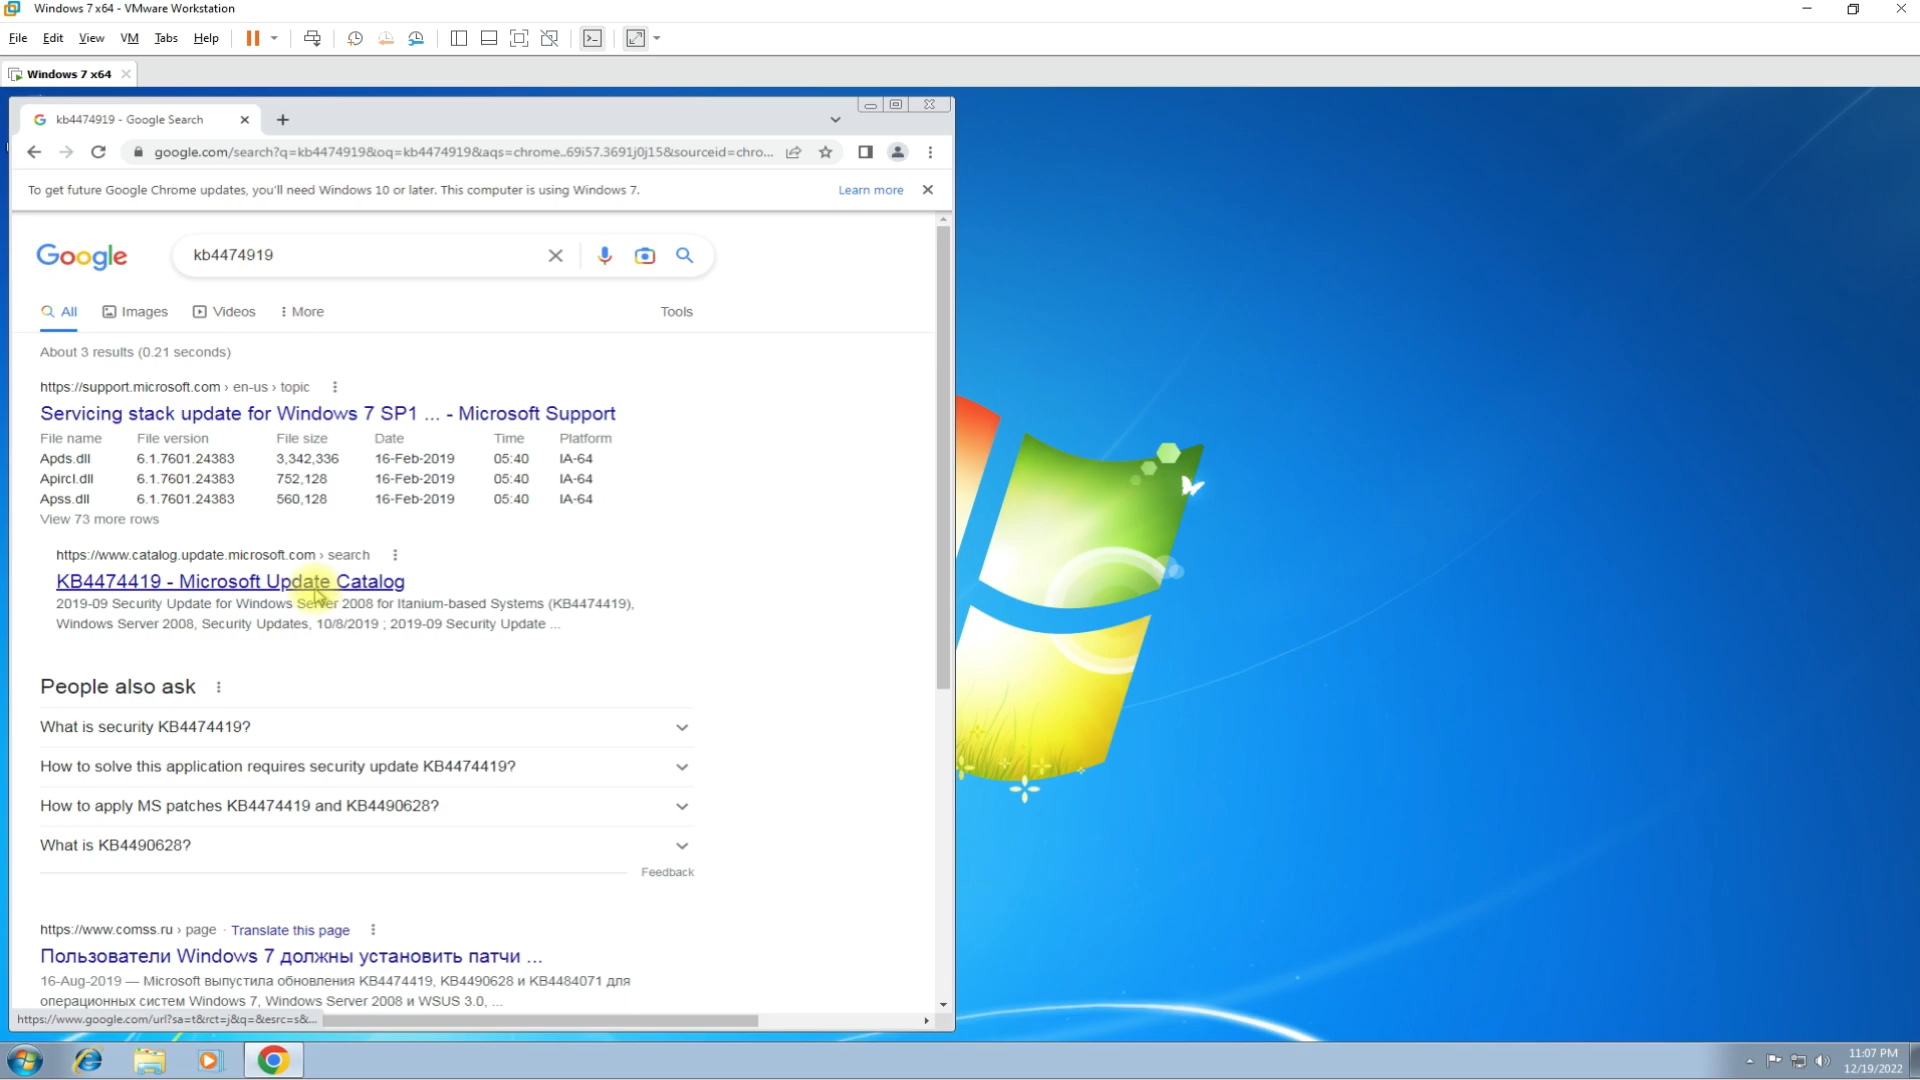 Windows 7 x64 - VMware Workstation
File Edit View VM Tabs Help
Windows 7 x64
kb4474919 - Google Search
google.com/search?q=kb4474919&oq=kb4474919&aqs=chrome..69i57.3691j0j15&sourceid=chro...
To get future Google Chrome updates, you'll need Windows 10 or later. This computer is using Windows 7. Learn more
Google kb4474919
All Images Videos More Tools
About 3 results (0.21 seconds)
https://support.microsoft.com › en-us › topic
Servicing stack update for Windows 7 SP1 ... - Microsoft Support
File name File version File size Date Time Platform
Apds.dll 6.1.7601.24383 3,342,336 16-Feb-2019 05:40 IA-64
Apircl.dll 6.1.7601.24383 752,128 16-Feb-2019 05:40 IA-64
Apss.dll 6.1.7601.24383 560,128 16-Feb-2019 05:40 IA-64
View 73 more rows
https://www.catalog.update.microsoft.com › search
KB4474419 - Microsoft Update Catalog
2019-09 Security Update for Windows Server 2008 for Itanium-based Systems (KB4474419),
Windows Server 2008, Security Updates, 10/8/2019 ; 2019-09 Security Update ...
People also ask
What is security KB4474419?
How to solve this application requires security update KB4474419?
How to apply MS patches KB4474419 and KB4490628?
What is KB4490628?
Feedback
https://www.comss.ru › page · Translate this page
Пользователи Windows 7 должны установить патчи ...
16-Aug-2019 — Microsoft выпустила обновления KB4474419, KB4490628 и KB4484071 для
операционных систем Windows 7, Windows Server 2008 и WSUS 3.0, ...
https://www.google.com/url?sa=t&rct=j&q=&esrc=s&...
11:07 PM
12/19/2022